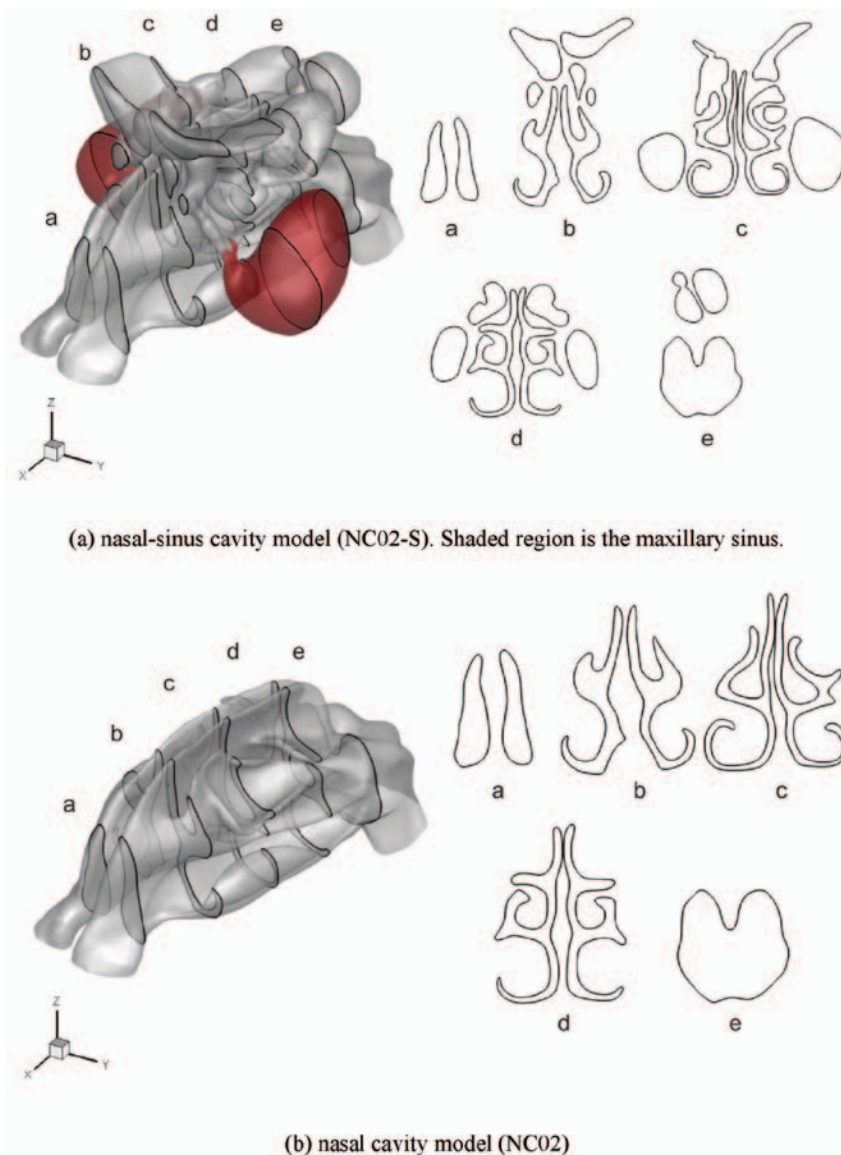 b c d e
a
a b c
d e
Z
X Y
(a) nasal-sinus cavity model (NC02-S). Shaded region is the maxillary sinus.
a b c d e
a b c
d e
Z
X Y
(b) nasal cavity model (NC02)